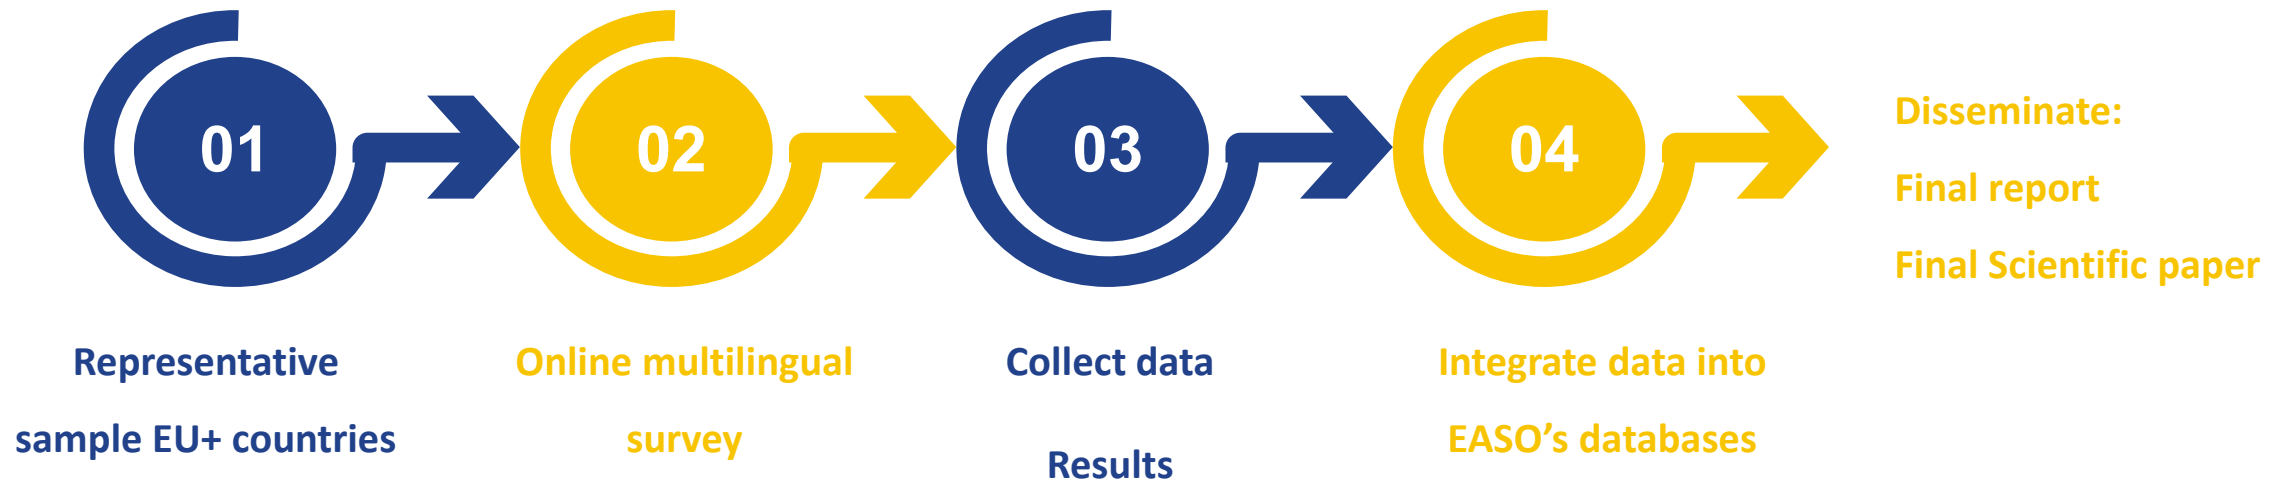 01
Representative
sample EU+ countries
02
Online multilingual
survey
03
Collect data
Results
04
Integrate data into
EASO’s databases
Disseminate:
Final report
Final Scientific paper